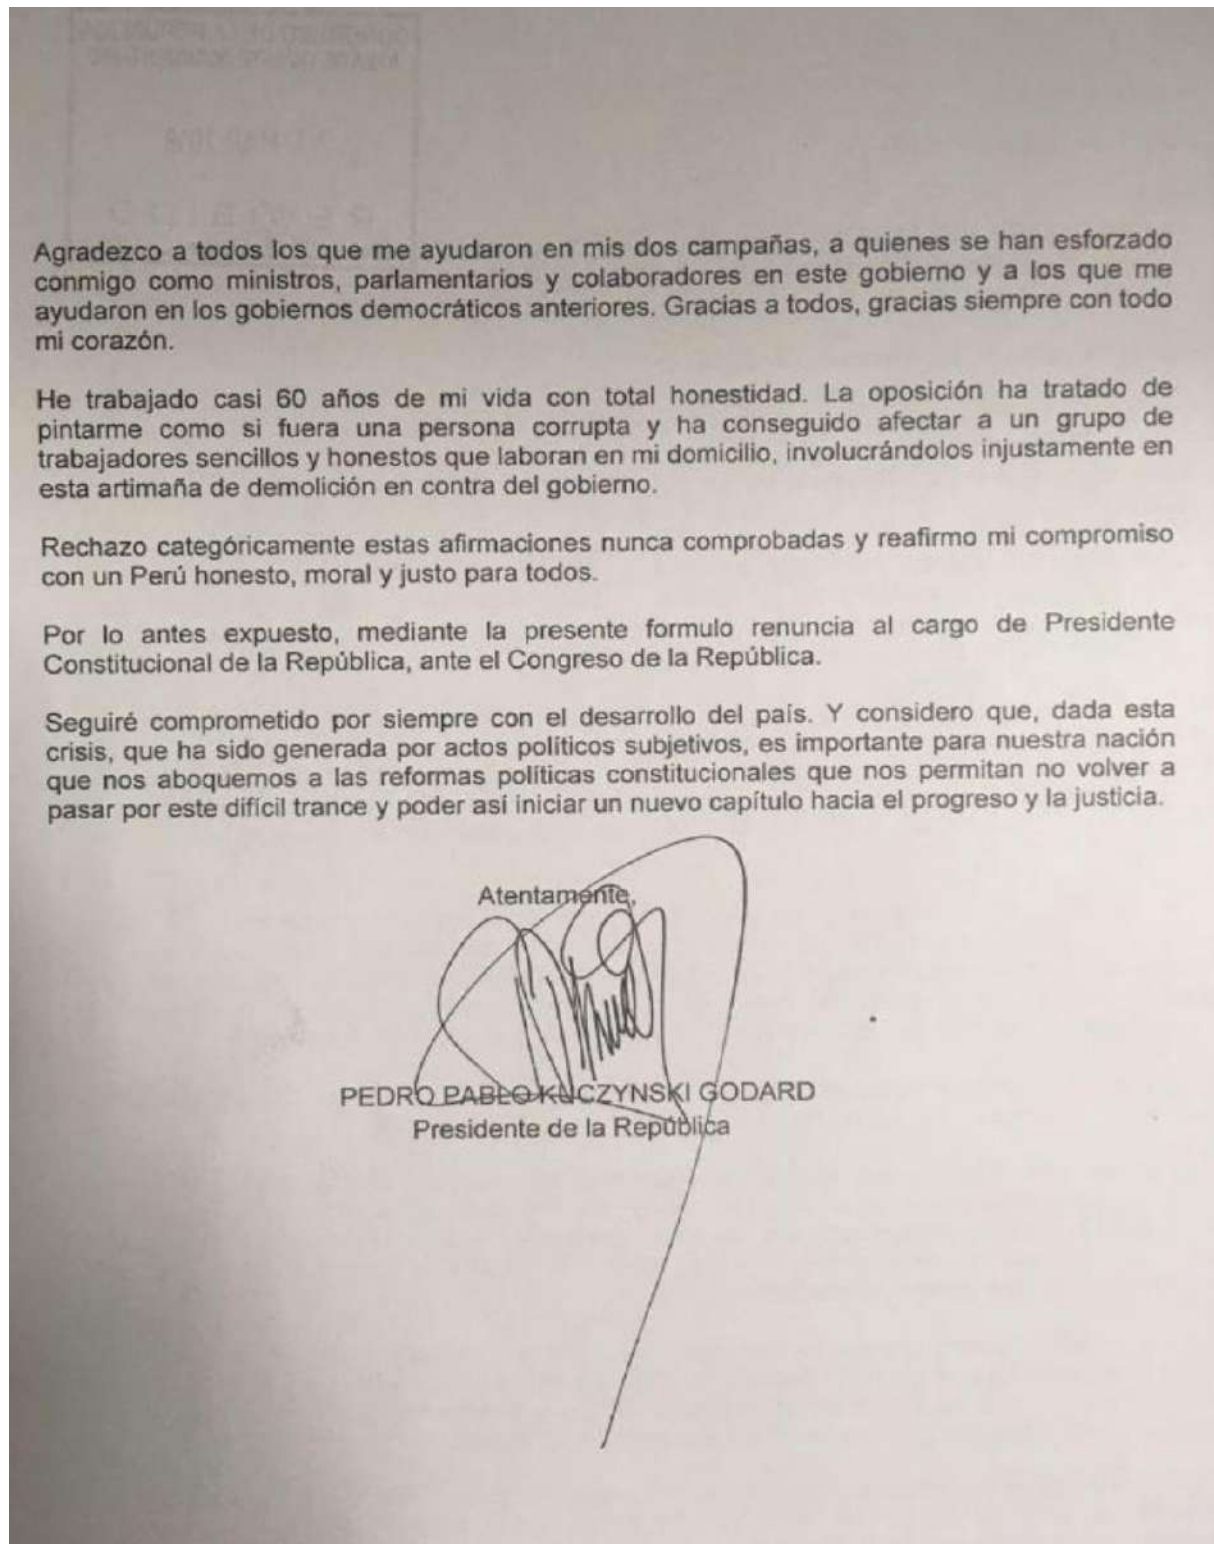 Agradezco a todos los que me ayudaron en mis dos campañas, a quienes se han esforzado
conmigo como ministros, parlamentarios y colaboradores en este gobierno y a los que me
ayudaron en los gobiernos democráticos anteriores. Gracias a todos, gracias siempre con todo
mi corazón.
He trabajado casi 60 años de mi vida con total honestidad. La oposición ha tratado de
pintarme como si fuera una persona corrupta y ha conseguido afectar a un grupo de
trabajadores sencillos y honestos que laboran en mi domicilio, involucrándolos injustamente en
esta artimaña de demolición en contra del gobierno.
Rechazo categóricamente estas afirmaciones nunca comprobadas y reafirmo mi compromiso
con un Perú honesto, moral y justo para todos.
Por lo antes expuesto, mediante la presente formulo renuncia al cargo de Presidente
Constitucional de la República, ante el Congreso de la República.
Seguiré comprometido por siempre con el desarrollo del país. Y considero que, dada esta
crisis, que ha sido generada por actos políticos subjetivos, es importante para nuestra nación
que nos aboquemos a las reformas políticas constitucionales que nos permitan no volver a
pasar por este difícil trance y poder así iniciar un nuevo capítulo hacia el progreso y la justicia.
Atentamente,
PEDRO PABLO KUCZYNSKI GODARD
Presidente de la República